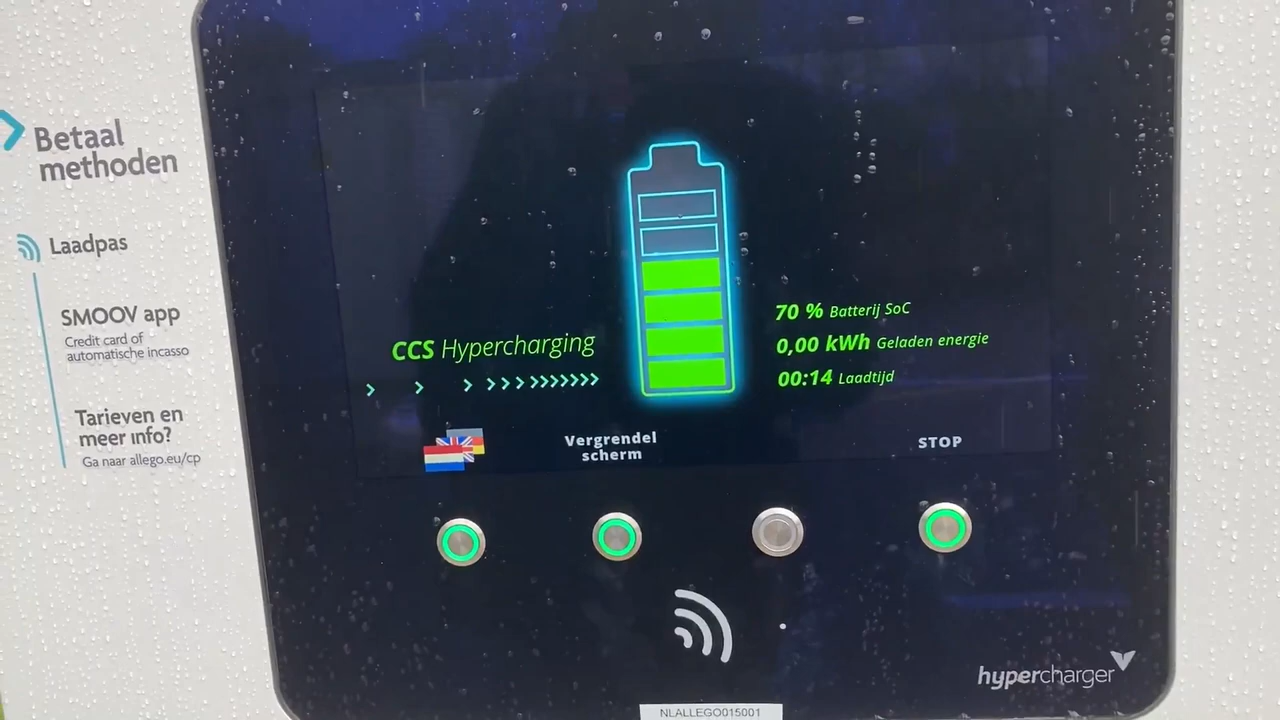 Betaal
methoden
Laadpas
SMOOV app
Credit card of
automatische incasso
Tarieven en
meer info?
Ga naar allego.eu/cp
CCS Hypercharging
70 % Batterij SoC
0,00 kWh Geladen energie
00:14 Laadtijd
Vergrendel
scherm
STOP
hypercharger
NLALLEGO015001